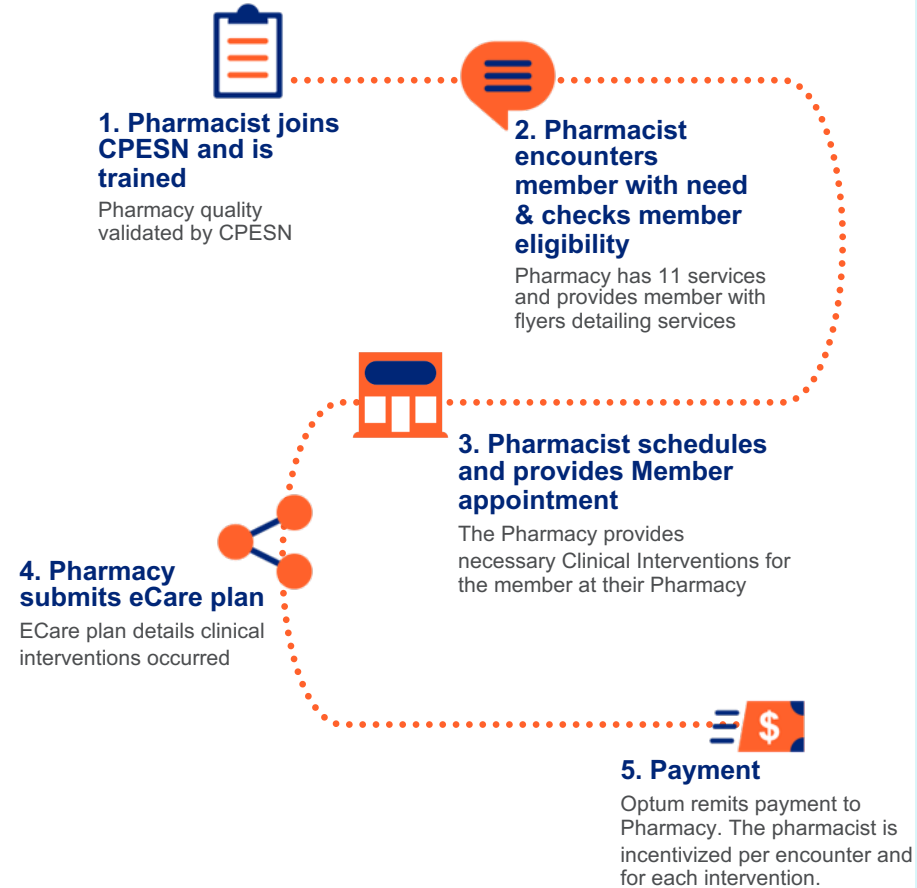 1. Pharmacist joins
CPESN and is
trained
Pharmacy quality
validated by CPESN
2. Pharmacist
encounters
member with need
& checks member
eligibility
Pharmacy has 11 services
and provides member with
flyers detailing services
3. Pharmacist schedules
and provides Member
appointment
The Pharmacy provides
necessary Clinical Interventions for
the member at their Pharmacy
4. Pharmacy
submits eCare plan
ECare plan details clinical
interventions occurred
$
5. Payment
Optum remits payment to
Pharmacy. The pharmacist is
incentivized per encounter and
for each intervention.